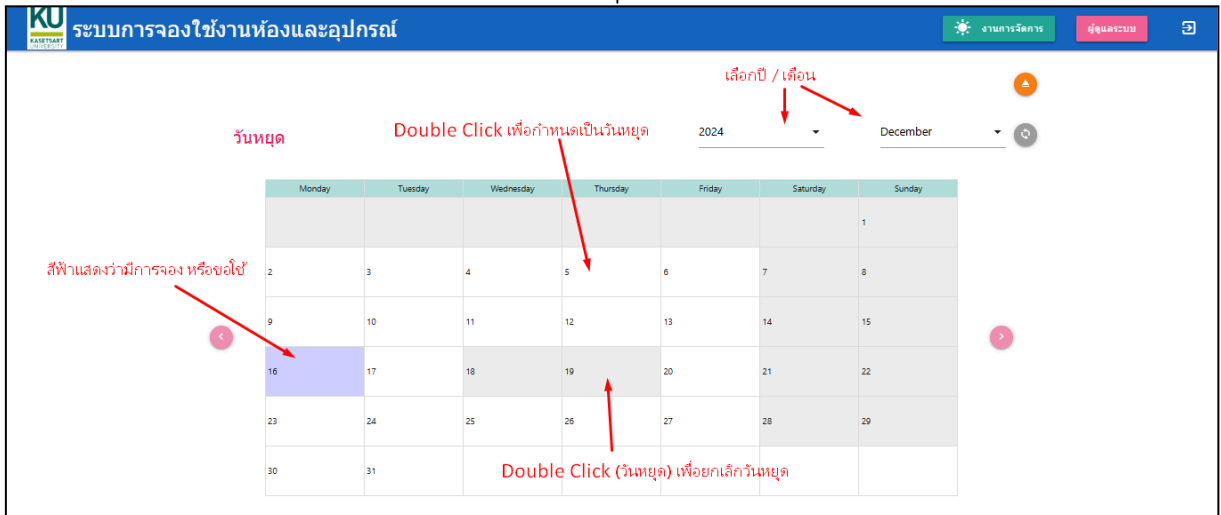 KU
KASETSART
UNIVERSITY
ระบบการจองใช้งานห้องและอุปกรณ์
งานการจัดการ
ผู้ดูแลระบบ
เลือกปี / เดือน
วันหยุด
Double Click เพื่อกำหนดเป็นวันหยุด
2024
December
Monday Tuesday Wednesday Thursday Friday Saturday Sunday
1
สีฟ้าแสดงว่ามีการจอง หรือขอใช้
2 3 4 5 6 7 8
9 10 11 12 13 14 15
16 17 18 19 20 21 22
23 24 25 26 27 28 29
30 31
Double Click (วันหยุด) เพื่อยกเลิกวันหยุด